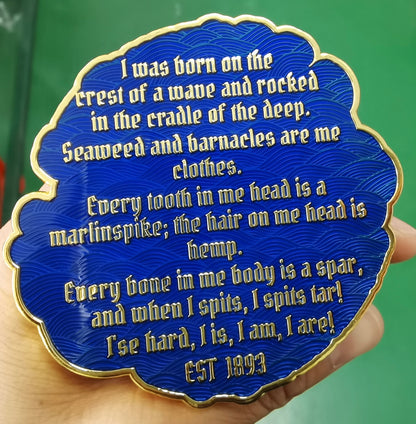 I was born on the
crest of a wave and rocked
in the cradle of the deep.
Seaweed and barnacles are me
clothes.
Every tooth in me head is a
marlinspike; the hair on me head is
hemp.
Every bone in me body is a spar,
and when I spits, I spits tar!
I'se hard, I is, I am, I are!
EST 1893